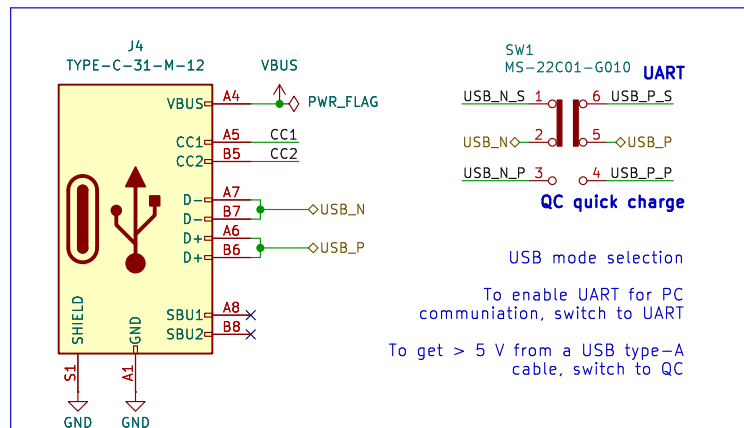 J4
TYPE-C-31-M-12
VBUS
PWR_FLAG
VBUS A4
CC1 A5 CC1
CC2 B5 CC2
D- A7
D- B7
USB_N
D+ A6
D+ B6
USB_P
SBU1 A8
SBU2 B8
SHIELD
GND
S1
A1
GND
GND
SW1
MS-22C01-G010
UART
USB_N_S 1 6 USB_P_S
USB_N 2 5 USB_P
USB_N_P 3 4 USB_P_P
QC quick charge
USB mode selection
To enable UART for PC
communiation, switch to UART
To get > 5 V from a USB type-A
cable, switch to QC